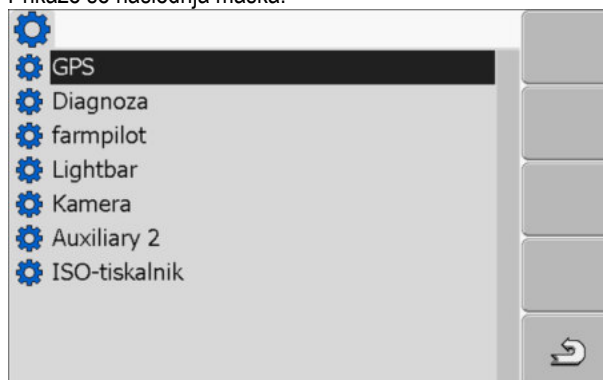 Prikaže se naslednja maska:
GPS
Diagnoza
farmpilot
Lightbar
Kamera
Auxiliary 2
ISO-tiskalnik